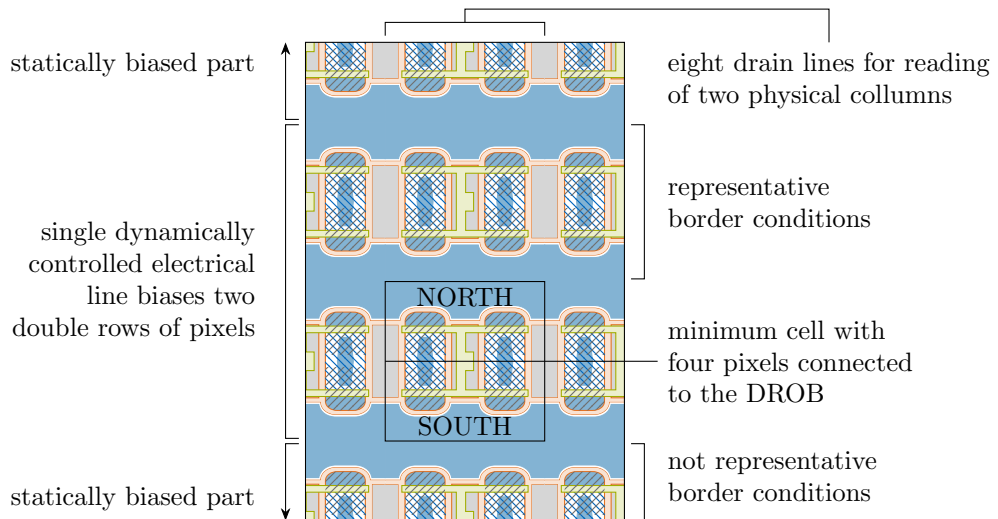 statically biased part
eight drain lines for reading
of two physical collumns
representative
border conditions
single dynamically
controlled electrical
line biases two
double rows of pixels
NORTH
SOUTH
minimum cell with
four pixels connected
to the DROB
not representative
border conditions
statically biased part